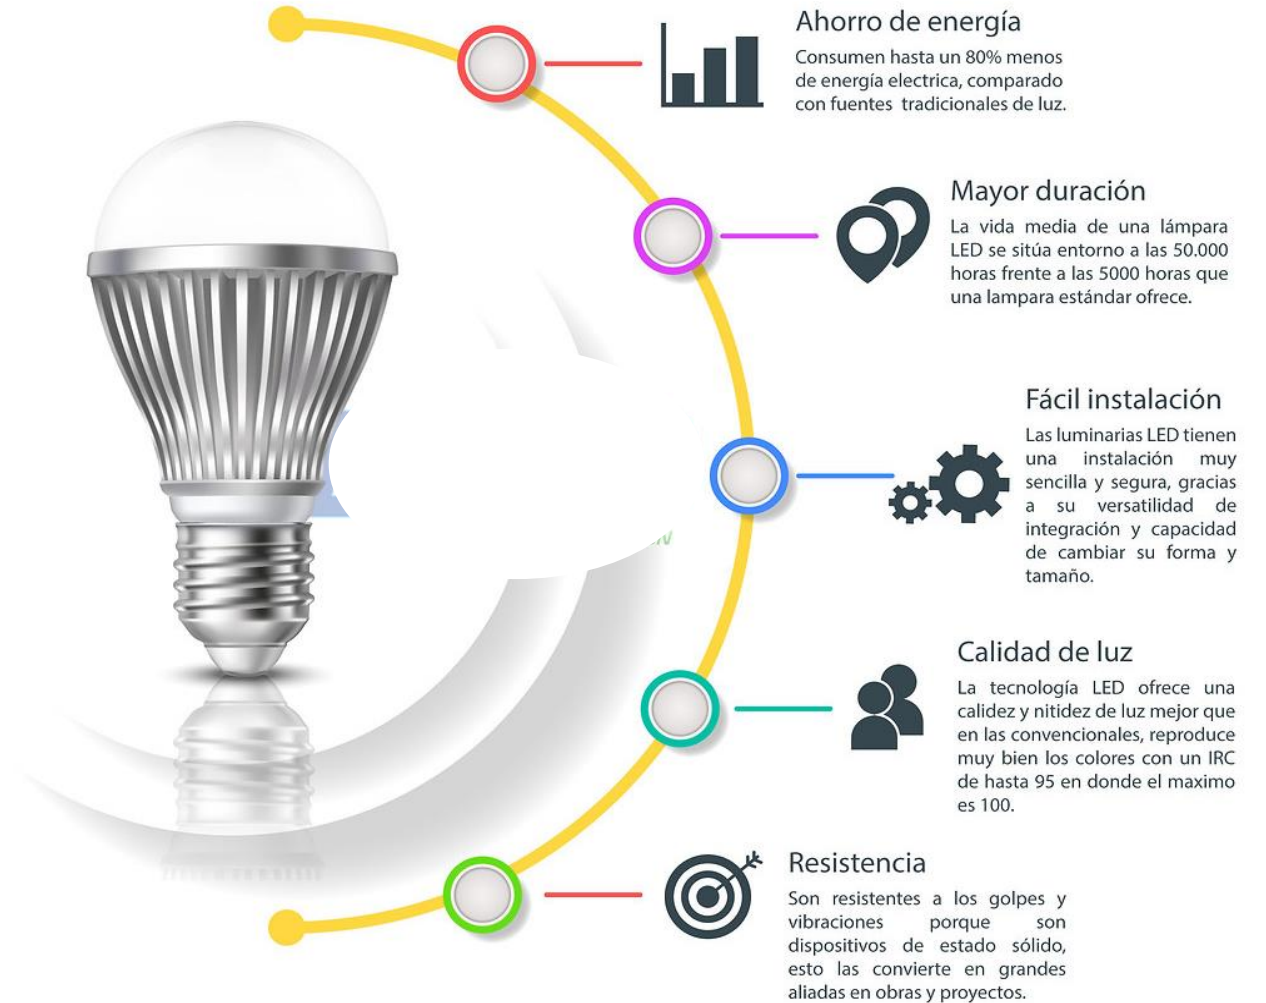 Ahorro de energía
Consumen hasta un 80% menos
de energía electrica, comparado
con fuentes tradicionales de luz.
Mayor duración
La vida media de una lámpara
LED se sitúa entorno a las 50.000
horas frente a las 5000 horas que
una lampara estándar ofrece.
Fácil instalación
Las luminarias LED tienen
una instalación muy
sencilla y segura, gracias
a su versatilidad de
integración y capacidad
de cambiar su forma y
tamaño.
Calidad de luz
La tecnología LED ofrece una
calidez y nitidez de luz mejor que
en las convencionales, reproduce
muy bien los colores con un IRC
de hasta 95 en donde el maximo
es 100.
Resistencia
Son resistentes a los golpes y
vibraciones porque son
dispositivos de estado sólido,
esto las convierte en grandes
aliadas en obras y proyectos.